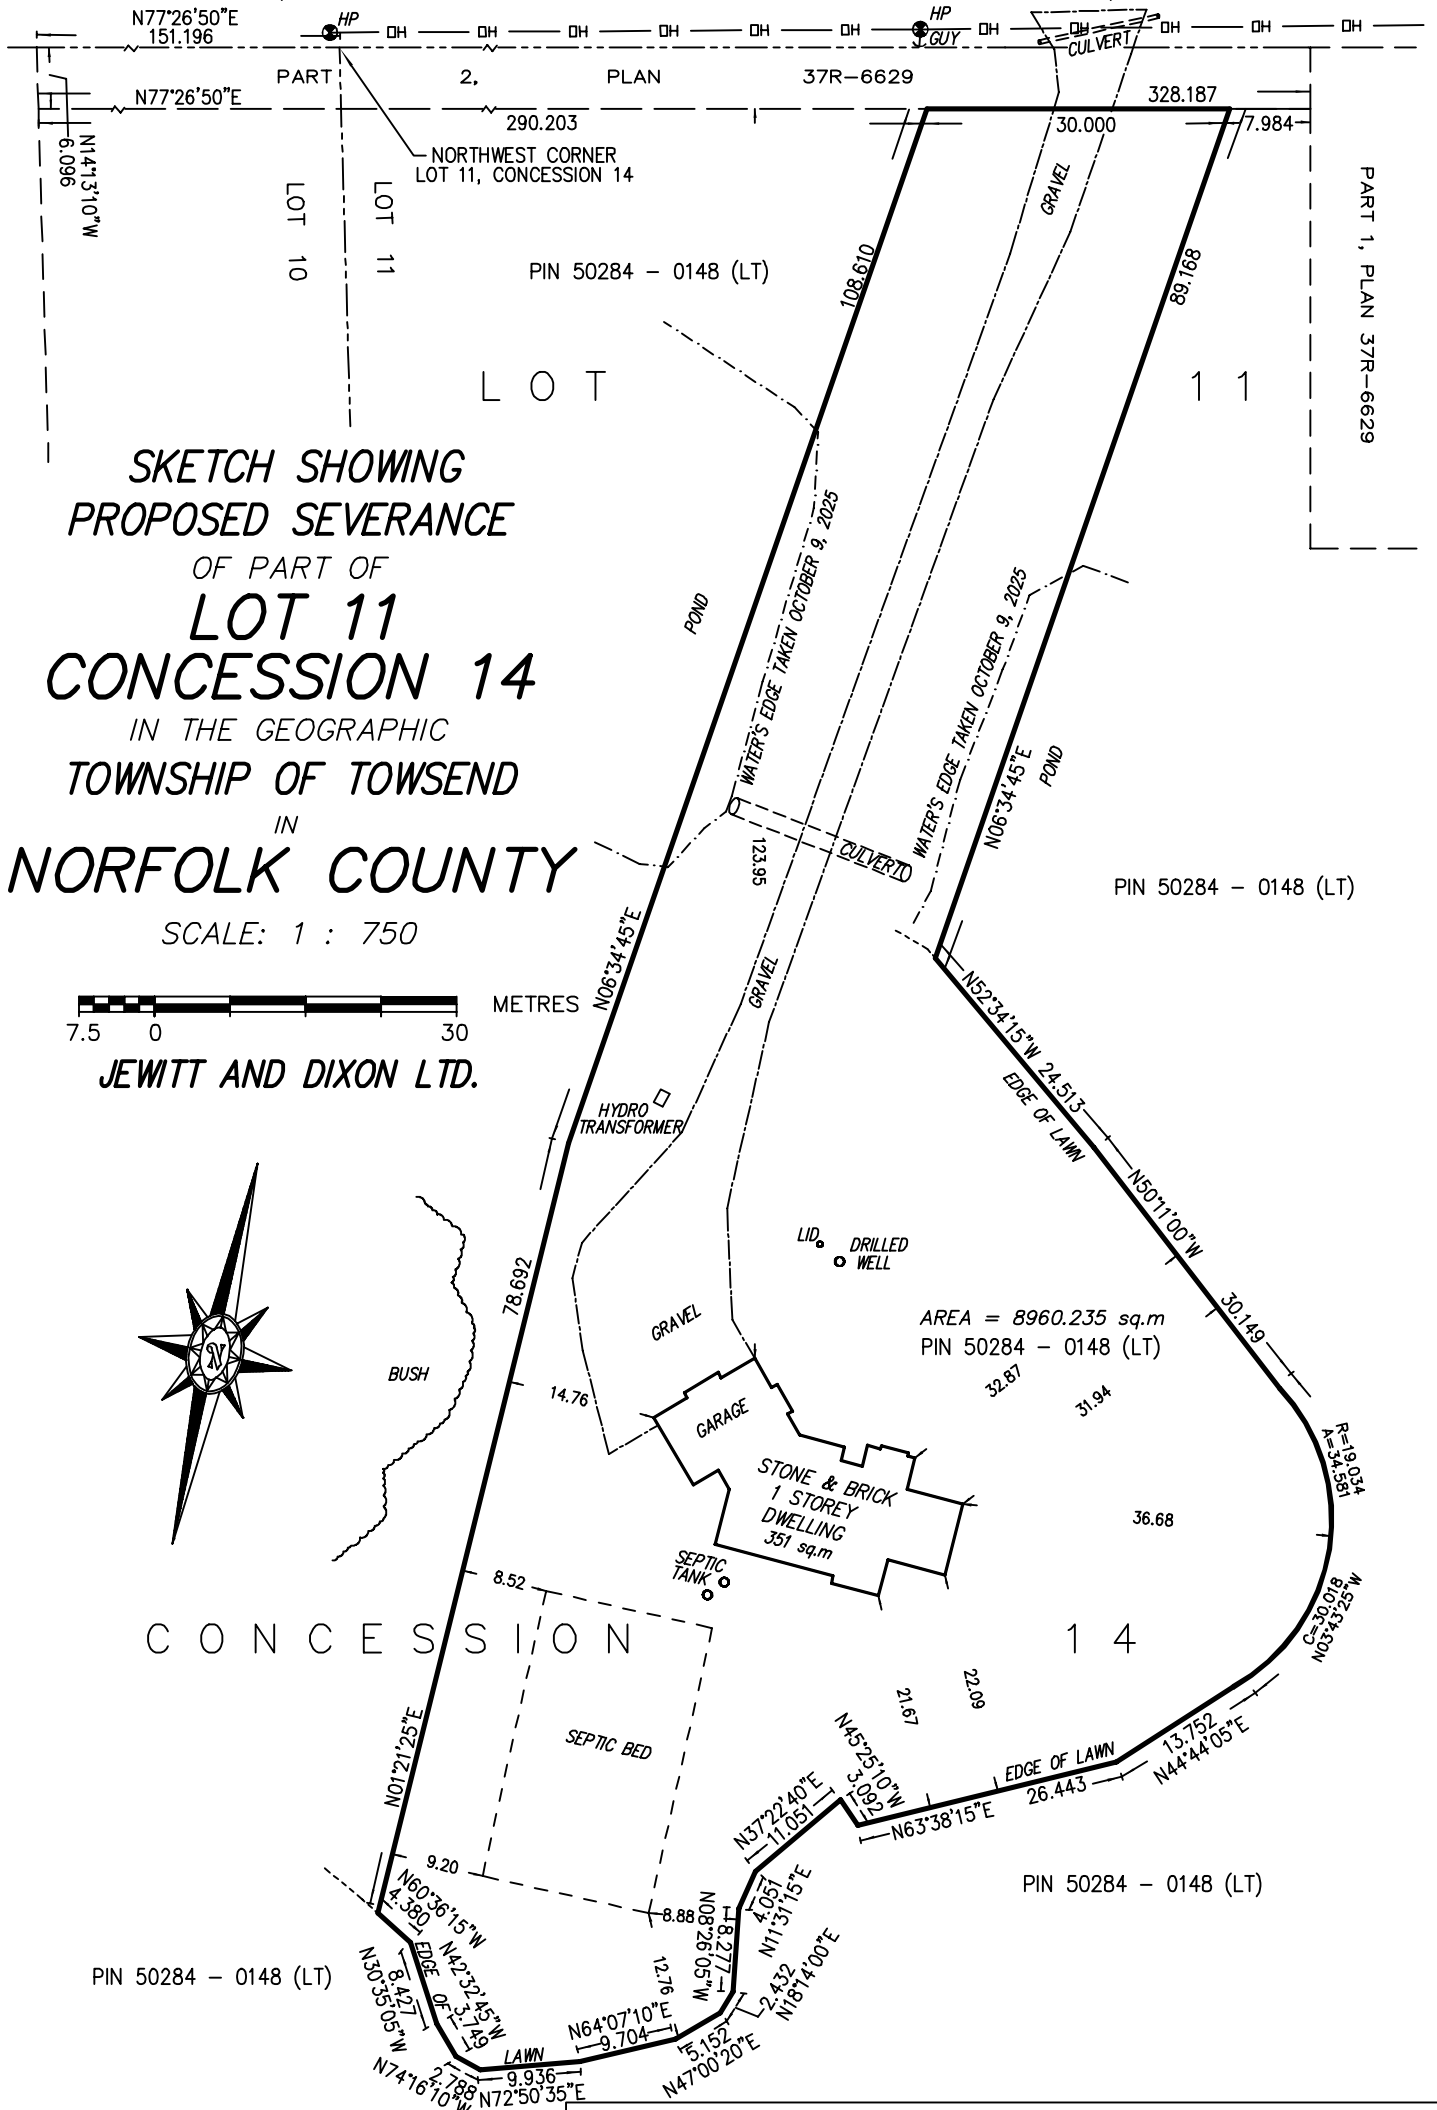 N77°26'50"E
151.196
HP
OH OH OH OH OH OH
HP
GUY
OH OH OH OH OH
CULVERT
PART 2, PLAN 37R-6629
N77°26'50"E
290.203
328.187
30.000
7.984
N14°13'10"W
6.096
NORTHWEST CORNER
LOT 11, CONCESSION 14
LOT 10
LOT 11
PIN 50284 - 0148 (LT)
GRAVEL
PART 1, PLAN 37R-6629
108.610
89.168
LOT 11
SKETCH SHOWING
PROPOSED SEVERANCE
OF PART OF
LOT 11
CONCESSION 14
IN THE GEOGRAPHIC
TOWNSHIP OF TOWSEND
IN
NORFOLK COUNTY
SCALE: 1 : 750
7.5 0 30
METRES
JEWITT AND DIXON LTD.
POND
WATER'S EDGE TAKEN OCTOBER 9, 2025
WATER'S EDGE TAKEN OCTOBER 9, 2025
N06°34'45"E
POND
123.95
CULVERT
PIN 50284 - 0148 (LT)
N06°34'45"E
GRAVEL
N52°34'15"W
24.513
EDGE OF LAWN
HYDRO
TRANSFORMER
N50°11'00"W
30.149
N
BUSH
78.692
LID
DRILLED
WELL
AREA = 8960.235 sq.m
PIN 50284 - 0148 (LT)
GRAVEL
32.87
31.94
14.76
GARAGE
STONE & BRICK
1 STOREY
DWELLING
351 sq.m
R=19.034
A=34.581
36.68
SEPTIC
TANK
8.52
C=30.018
N03°43'25"W
CONCESSION 14
22.09
21.67
SEPTIC BED
N01°21'25"E
N45°25'10"W
3.092
EDGE OF LAWN
26.443
13.752
N44°44'05"E
N63°38'15"E
N37°22'40"E
11.051
9.20
N60°36'15"W
4.380
8.88
N08°26'05"W
8.277
4.051
N11°31'15"E
PIN 50284 - 0148 (LT)
PIN 50284 - 0148 (LT)
N30°35'05"W
8.427
EDGE OF
N42°32'45"W
3.749
12.76
2.432
N18°14'00"E
N64°07'10"E
9.704
5.152
N47°00'20"E
LAWN
9.936
N72°50'35"E
2.788
N74°16'10"W